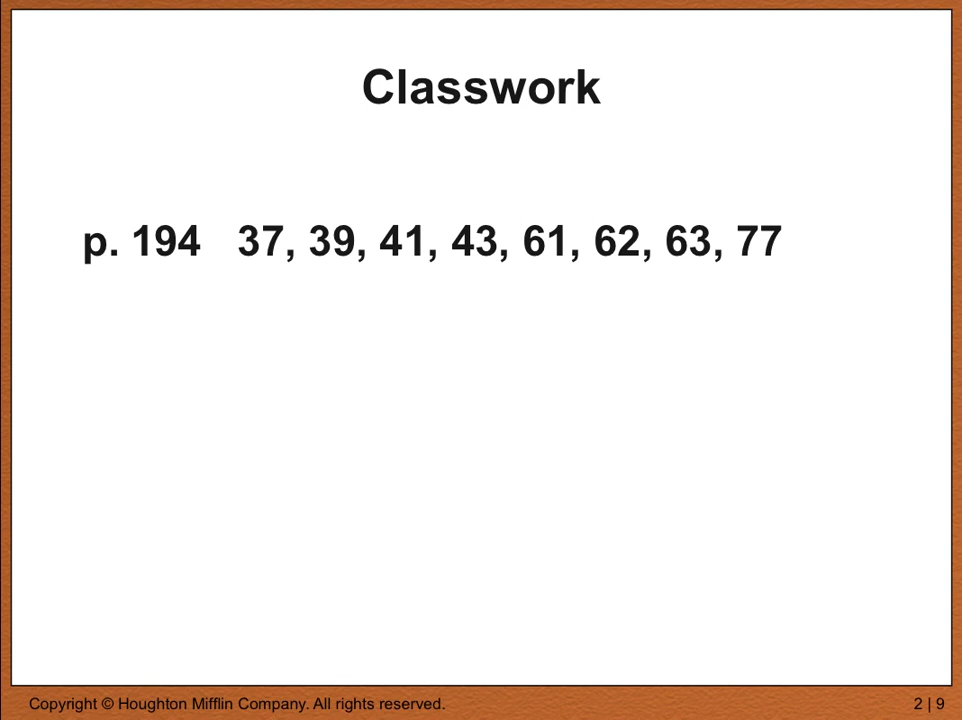 Classwork
p. 194 37, 39, 41, 43, 61, 62, 63, 77
Copyright © Houghton Mifflin Company. All rights reserved.
2 | 9